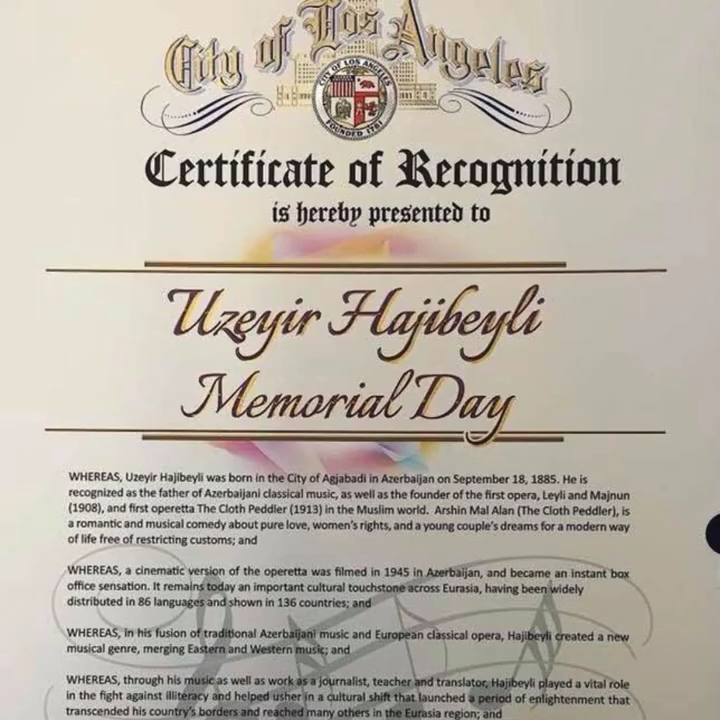 City of Los Angeles
CITY OF LOS ANGELES
FOUNDED 1781
Certificate of Recognition
is hereby presented to
Uzeyir Hajibeyli
Memorial Day
WHEREAS, Uzeyir Hajibeyli was born in the City of Agjabadi in Azerbaijan on September 18, 1885. He is
recognized as the father of Azerbaijani classical music, as well as the founder of the first opera, Leyli and Majnun
(1908), and first operetta The Cloth Peddler (1913) in the Muslim world. Arshin Mal Alan (The Cloth Peddler), is
a romantic and musical comedy about pure love, women's rights, and a young couple's dreams for a modern way
of life free of restricting customs; and
WHEREAS, a cinematic version of the operetta was filmed in 1945 in Azerbaijan, and became an instant box
office sensation. It remains today an important cultural touchstone across Eurasia, having been widely
distributed in 86 languages and shown in 136 countries; and
WHEREAS, in his fusion of traditional Azerbaijani music and European classical opera, Hajibeyli created a new
musical genre, merging Eastern and Western music; and
WHEREAS, through his music as well as work as a journalist, teacher and translator, Hajibeyli played a vital role
in the fight against illiteracy and helped usher in a cultural shift that launched a period of enlightenment that
transcended his country's borders and reached many others in the Eurasia region; and